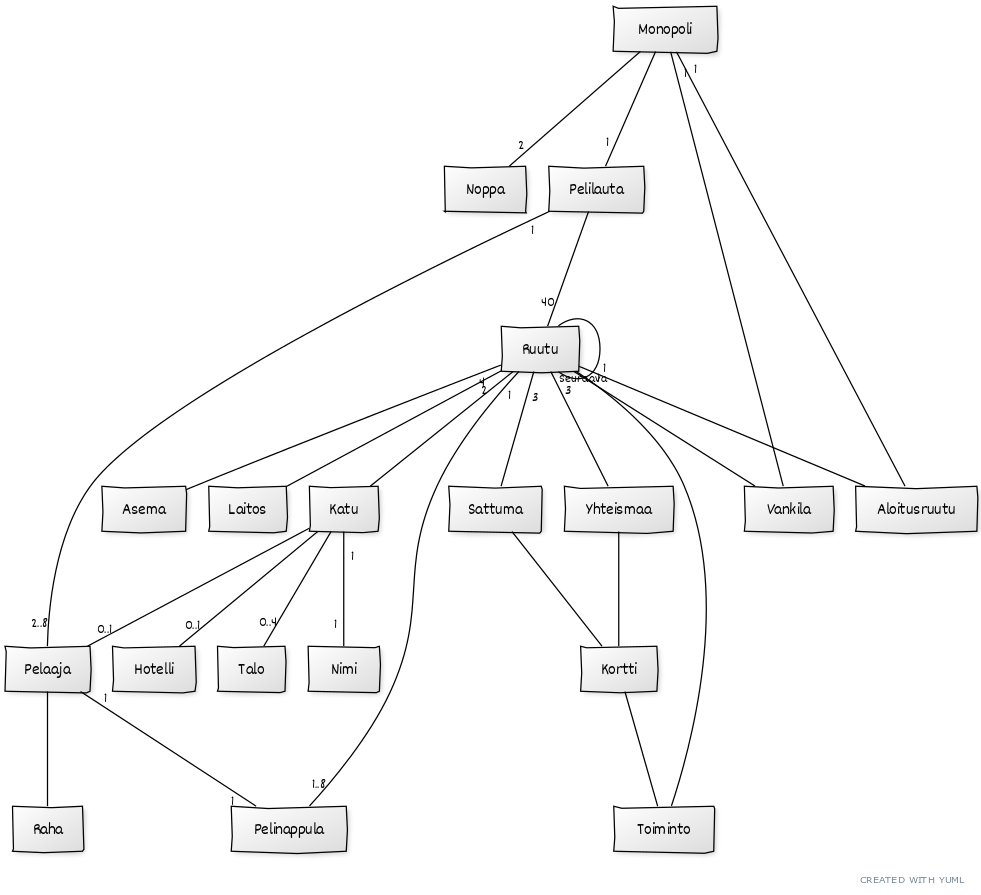 Monopoli
1
1
2
1
Noppa
Pelilauta
1
40
Ruutu
1
seuraava
4
2
1
3
3
Asema
Laitos
Katu
Sattuma
Yhteismaa
Vankila
Aloitusruutu
1
2..8
0..1
0..1
0..4
1
Pelaaja
Hotelli
Talo
Nimi
Kortti
1
1..8
1
Raha
Pelinappula
Toiminto
CREATED WITH YUML